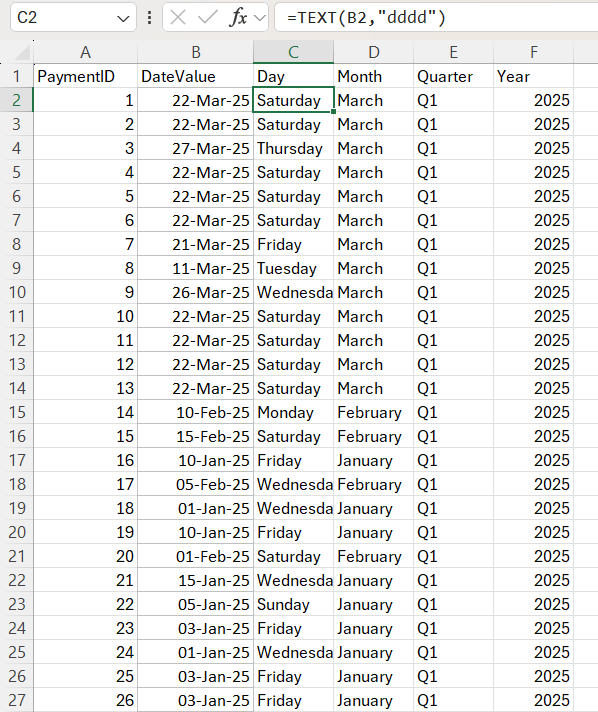 C2 fx =TEXT(B2,"dddd")
A B C D E F
1 PaymentID DateValue Day Month Quarter Year
2 1 22-Mar-25 Saturday March Q1 2025
3 2 22-Mar-25 Saturday March Q1 2025
4 3 27-Mar-25 Thursday March Q1 2025
5 4 22-Mar-25 Saturday March Q1 2025
6 5 22-Mar-25 Saturday March Q1 2025
7 6 22-Mar-25 Saturday March Q1 2025
8 7 21-Mar-25 Friday March Q1 2025
9 8 11-Mar-25 Tuesday March Q1 2025
10 9 26-Mar-25 Wednesda March Q1 2025
11 10 22-Mar-25 Saturday March Q1 2025
12 11 22-Mar-25 Saturday March Q1 2025
13 12 22-Mar-25 Saturday March Q1 2025
14 13 22-Mar-25 Saturday March Q1 2025
15 14 10-Feb-25 Monday February Q1 2025
16 15 15-Feb-25 Saturday February Q1 2025
17 16 10-Jan-25 Friday January Q1 2025
18 17 05-Feb-25 Wednesda February Q1 2025
19 18 01-Jan-25 Wednesda January Q1 2025
20 19 10-Jan-25 Friday January Q1 2025
21 20 01-Feb-25 Saturday February Q1 2025
22 21 15-Jan-25 Wednesda January Q1 2025
23 22 05-Jan-25 Sunday January Q1 2025
24 23 03-Jan-25 Friday January Q1 2025
25 24 01-Jan-25 Wednesda January Q1 2025
26 25 03-Jan-25 Friday January Q1 2025
27 26 03-Jan-25 Friday January Q1 2025